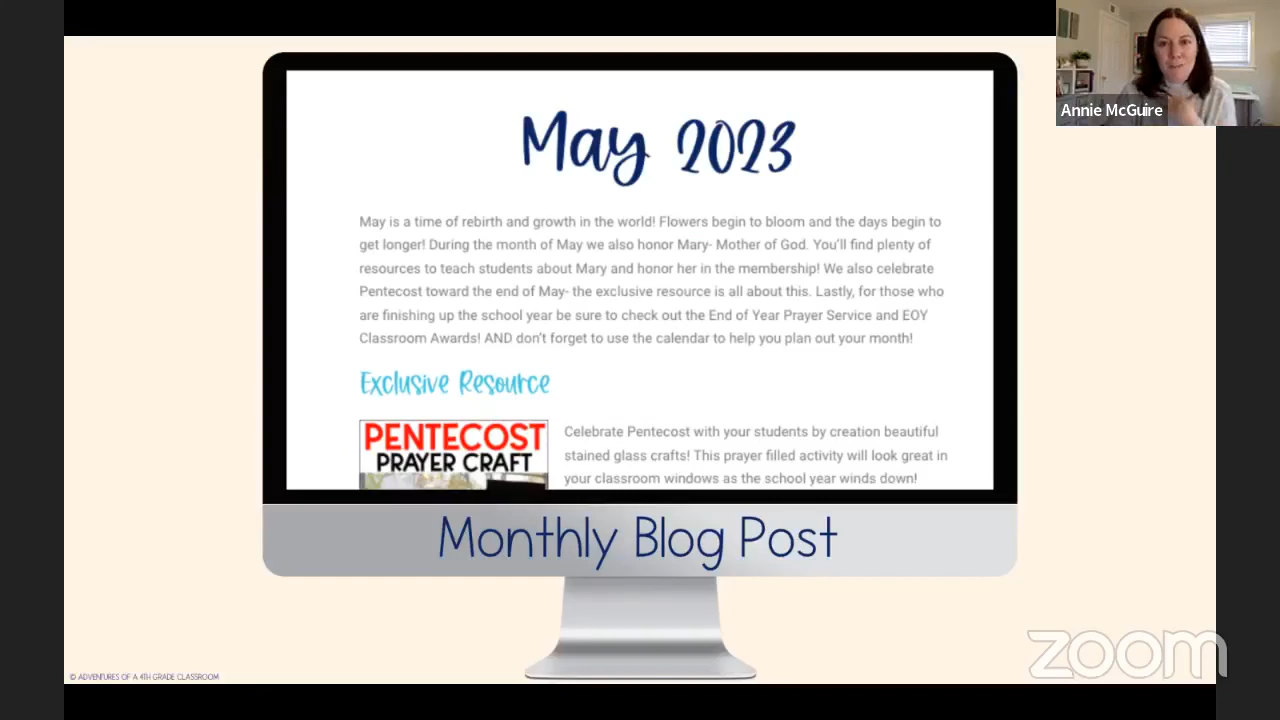 Annie McGuire
May 2023
May is a time of rebirth and growth in the world! Flowers begin to bloom and the days begin to
get longer! During the month of May we also honor Mary- Mother of God. You'll find plenty of
resources to teach students about Mary and honor her in the membership! We also celebrate
Pentecost toward the end of May- the exclusive resource is all about this. Lastly, for those who
are finishing up the school year be sure to check out the End of Year Prayer Service and EOY
Classroom Awards! AND don't forget to use the calendar to help you plan out your month!
Exclusive Resource
PENTECOST
PRAYER CRAFT
Celebrate Pentecost with your students by creation beautiful
stained glass crafts! This prayer filled activity will look great in
your classroom windows as the school year winds down!
Monthly Blog Post
zoom
© ADVENTURES OF A 4TH GRADE CLASSROOM